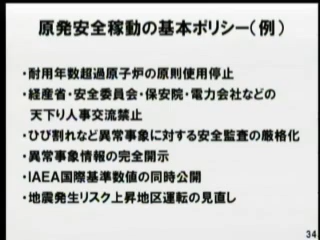 原発安全稼動の基本ポリシー（例）
・耐用年数超過原子炉の原則使用停止
・経産省・安全委員会・保安院・電力会社などの
天下り人事交流禁止
・ひび割れなど異常事象に対する安全監査の厳格化
・異常事象情報の完全開示
・IAEA国際基準数値の同時公開
・地震発生リスク上昇地区運転の見直し
34